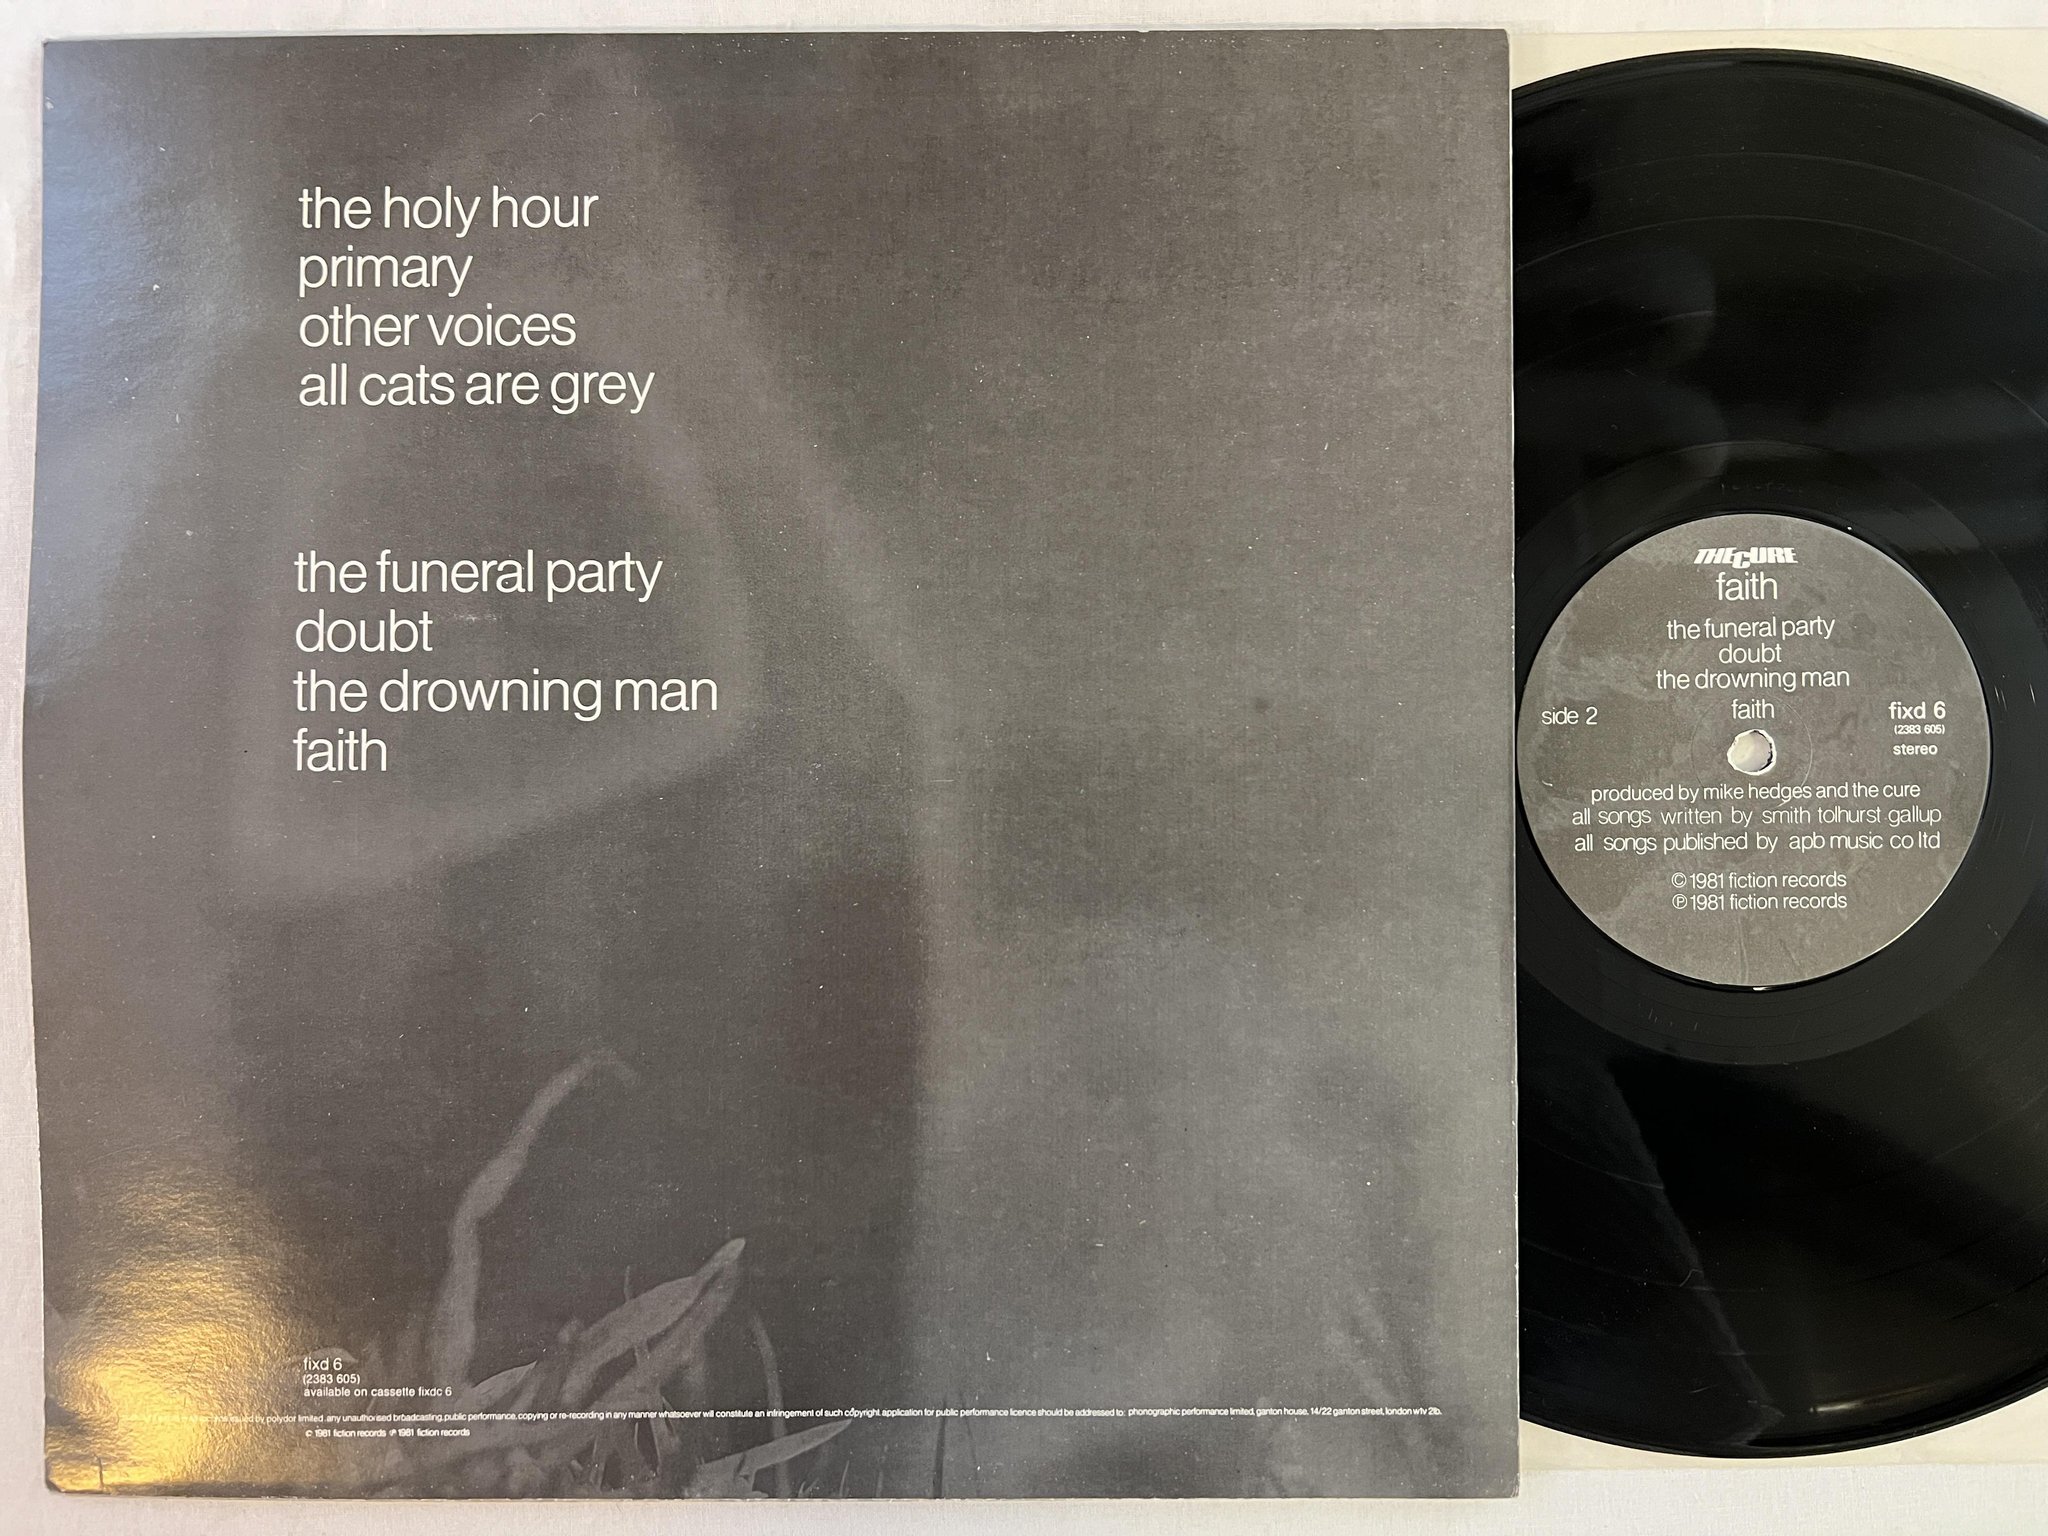 the holy hour
primary
other voices
all cats are grey
the funeral party
doubt
the drowning man
faith
fixd 6
(2383 605)
available on cassette fixdc 6
issued by polydor limited. any unauthorised broadcasting, public performance, copying or re-recording in any manner whatsoever will constitute an infringement of such copyright. application for public performance licence should be addressed to: phonographic performance limited, ganton house, 14/22 ganton street, london w1v 2lb.
© 1981 fiction records ℗ 1981 fiction records
THE CURE
faith
the funeral party
doubt
the drowning man
faith
side 2
fixd 6
(2383 605)
stereo
produced by mike hedges and the cure
all songs written by smith tolhurst gallup
all songs published by apb music co ltd
© 1981 fiction records
℗ 1981 fiction records